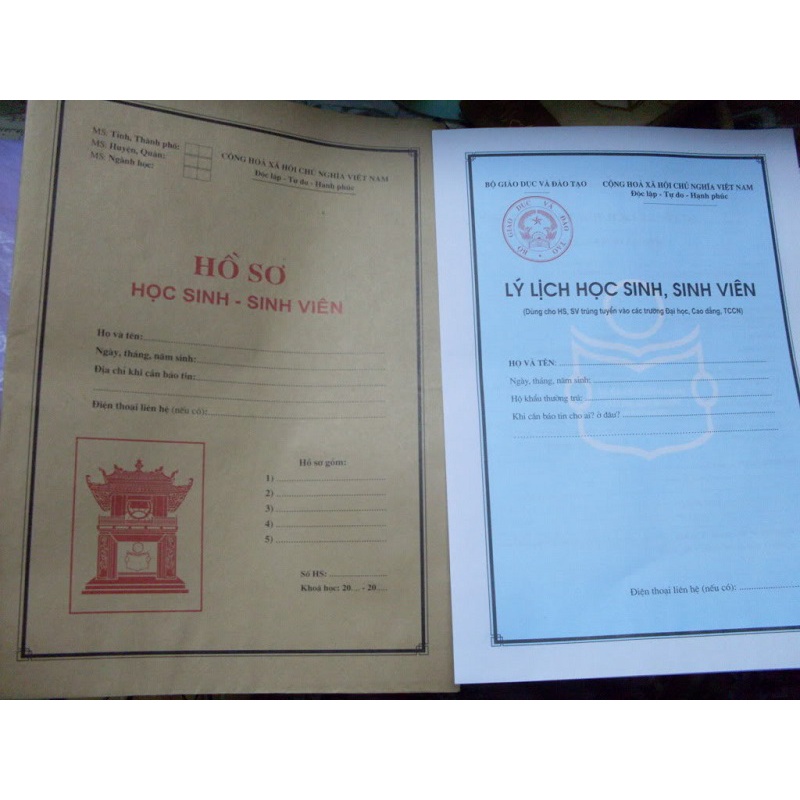 MS: Tỉnh, Thành phố:
MS: Huyện, Quận:
MS: Ngành học:
CỘNG HOÀ XÃ HỘI CHỦ NGHĨA VIỆT NAM
Độc lập - Tự do - Hạnh phúc
HỒ SƠ
HỌC SINH - SINH VIÊN
Họ và tên:
Ngày, tháng, năm sinh:
Địa chỉ khi cần báo tin:
Điện thoại liên hệ (nếu có):
Hồ sơ gồm:
1)
2)
3)
4)
5)
Số HS:
Khoá học: 20.... - 20....
BỘ GIÁO DỤC VÀ ĐÀO TẠO
CỘNG HOÀ XÃ HỘI CHỦ NGHĨA VIỆT NAM
Độc lập - Tự do - Hạnh phúc
BỘ GIÁO DỤC VÀ ĐÀO TẠO
LÝ LỊCH HỌC SINH, SINH VIÊN
(Dùng cho HS, SV trúng tuyển vào các trường Đại học, Cao đẳng, TCCN)
HỌ VÀ TÊN:
Ngày, tháng, năm sinh:
Hộ khẩu thường trú:
Khi cần báo tin cho ai? ở đâu?
Điện thoại liên hệ (nếu có):